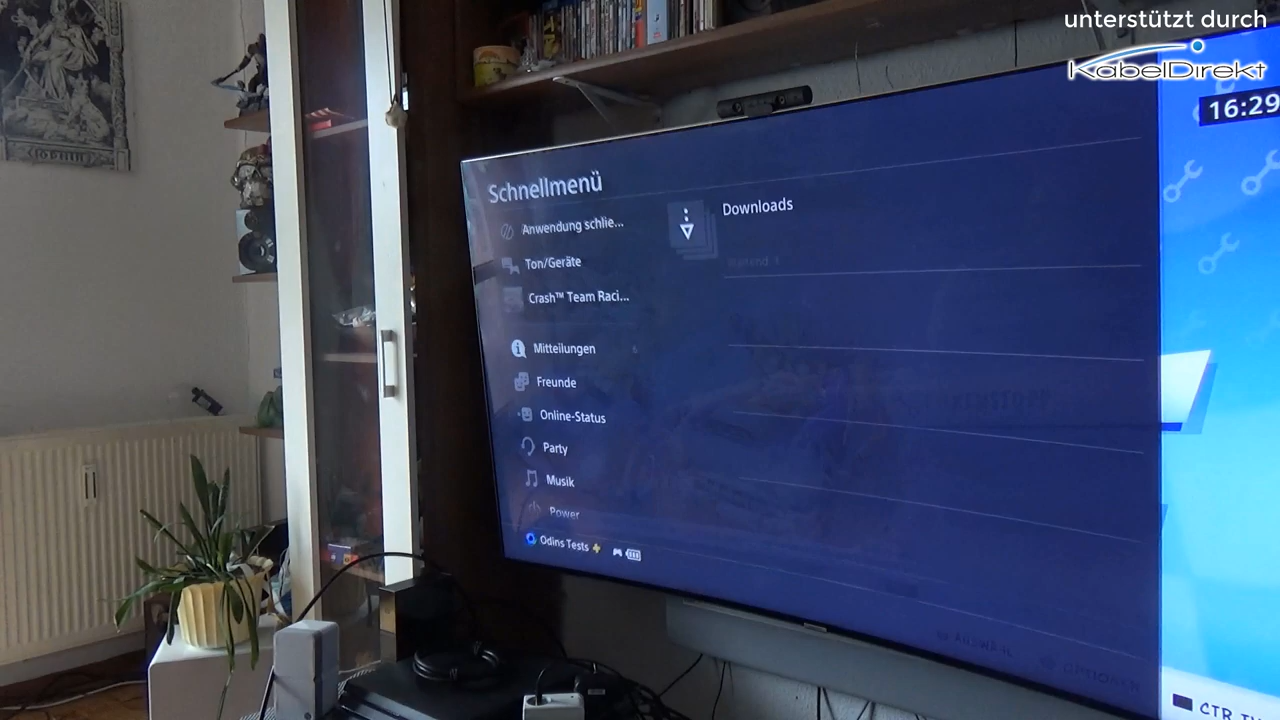 unterstützt durch
KabelDirekt
16:29
Schnellmenü
Anwendung schlie...
Ton/Geräte
Crash™ Team Raci...
Mitteilungen
Freunde
Online-Status
Party
Musik
Power
Odins Tests
Downloads
CTR